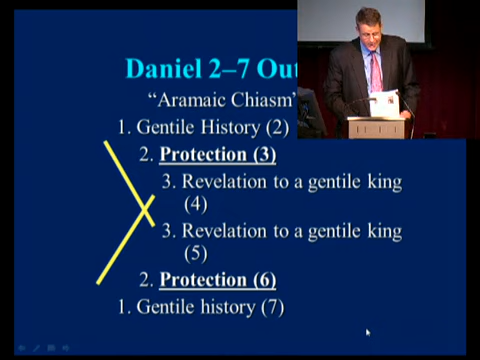 Daniel 2–7 Out
“Aramaic Chiasm”
1. Gentile History (2)
2. Protection (3)
3. Revelation to a gentile king
(4)
3. Revelation to a gentile king
(5)
2. Protection (6)
1. Gentile history (7)